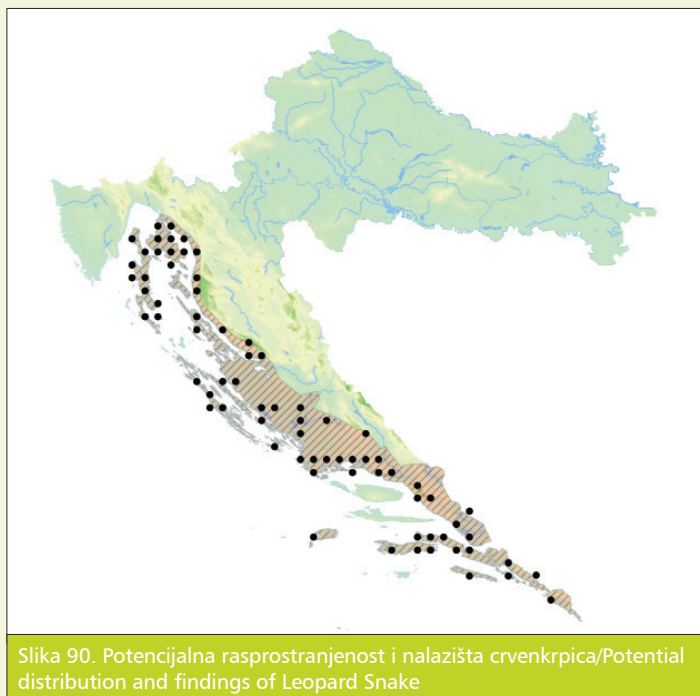 Slika 90. Potencijalna rasprostranjenost i nalazišta crvenkrpica/Potential
distribution and findings of Leopard Snake